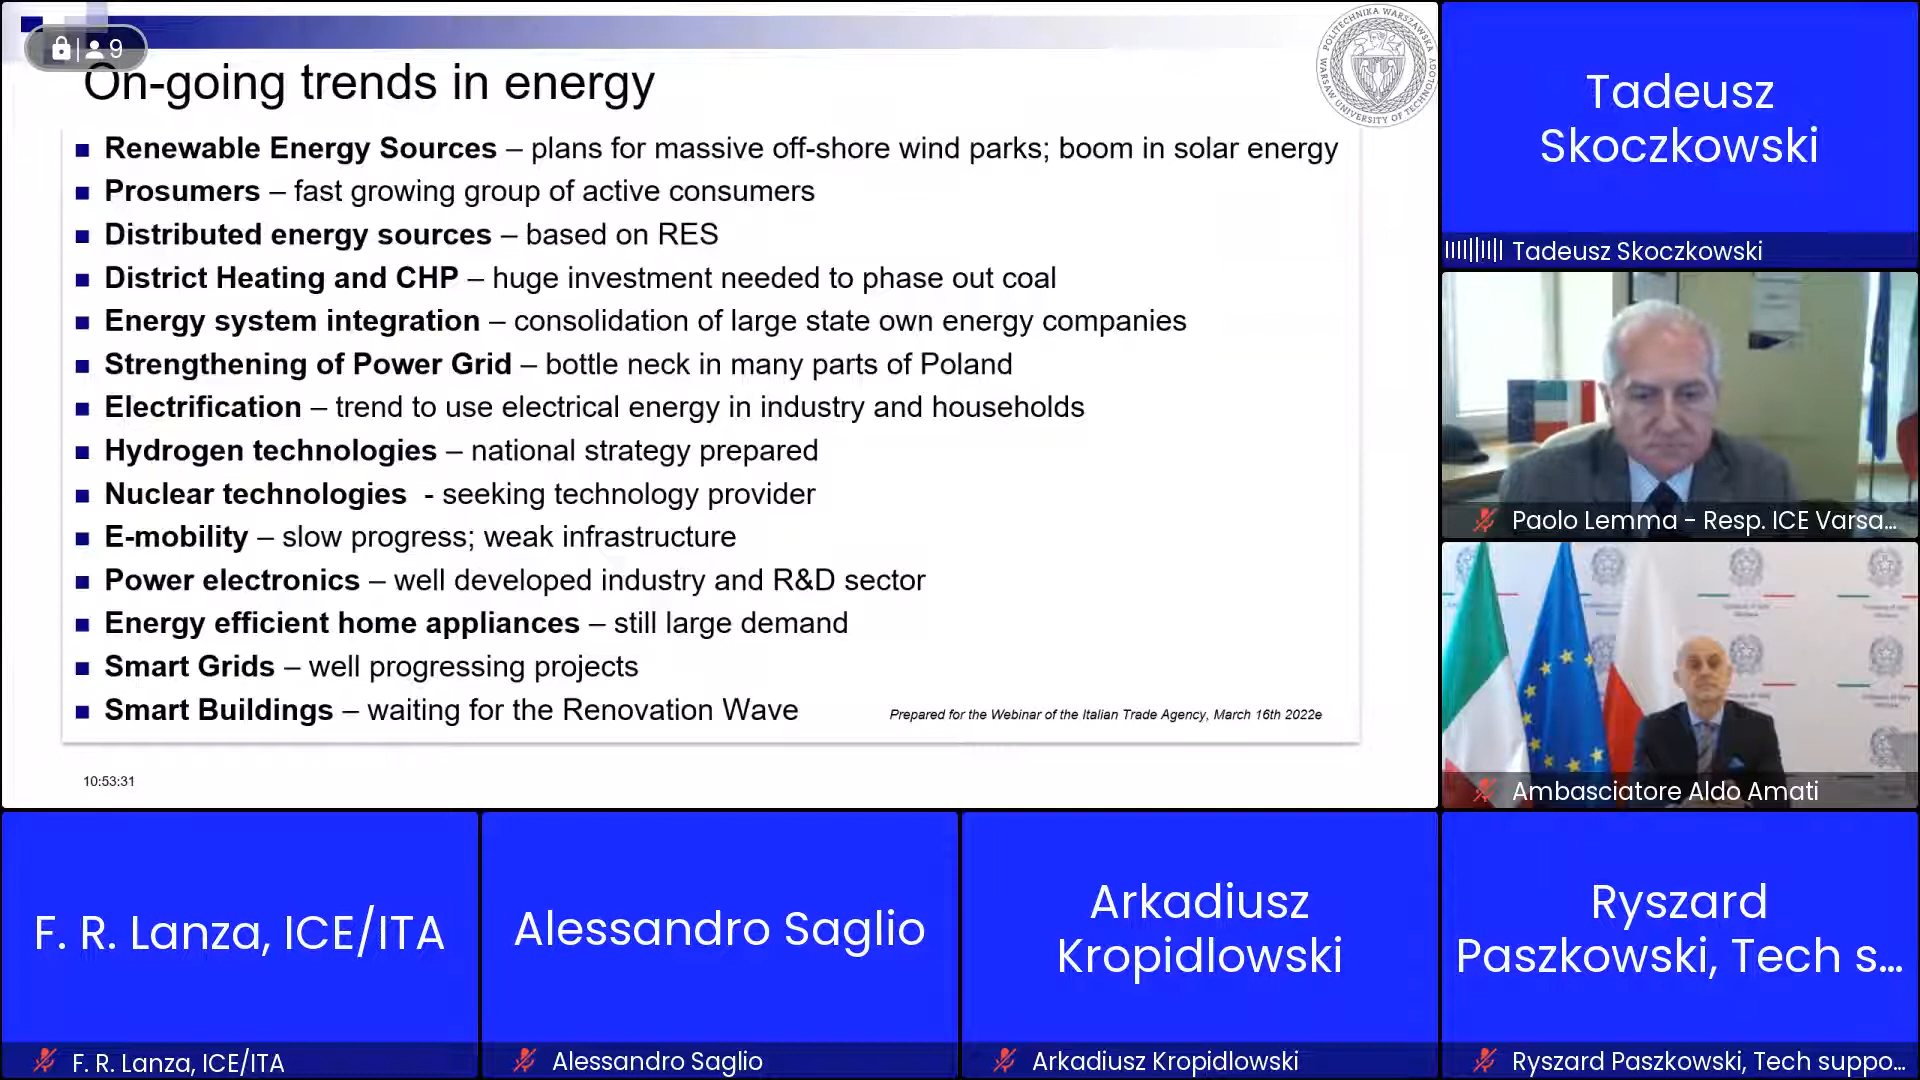 9
On-going trends in energy
POLITECHNIKA WARSZAWSKA
WARSAW UNIVERSITY OF TECHNOLOGY
Renewable Energy Sources – plans for massive off-shore wind parks; boom in solar energy
Prosumers – fast growing group of active consumers
Distributed energy sources – based on RES
District Heating and CHP – huge investment needed to phase out coal
Energy system integration – consolidation of large state own energy companies
Strengthening of Power Grid – bottle neck in many parts of Poland
Electrification – trend to use electrical energy in industry and households
Hydrogen technologies – national strategy prepared
Nuclear technologies - seeking technology provider
E-mobility – slow progress; weak infrastructure
Power electronics – well developed industry and R&D sector
Energy efficient home appliances – still large demand
Smart Grids – well progressing projects
Smart Buildings – waiting for the Renovation Wave
Prepared for the Webinar of the Italian Trade Agency, March 16th 2022e
10:53:31
Tadeusz
Skoczkowski
Tadeusz Skoczkowski
Paolo Lemma - Resp. ICE Varsa...
Ambasciatore Aldo Amati
F. R. Lanza, ICE/ITA
F. R. Lanza, ICE/ITA
Alessandro Saglio
Alessandro Saglio
Arkadiusz
Kropidlowski
Arkadiusz Kropidlowski
Ryszard
Paszkowski, Tech s...
Ryszard Paszkowski, Tech suppo...